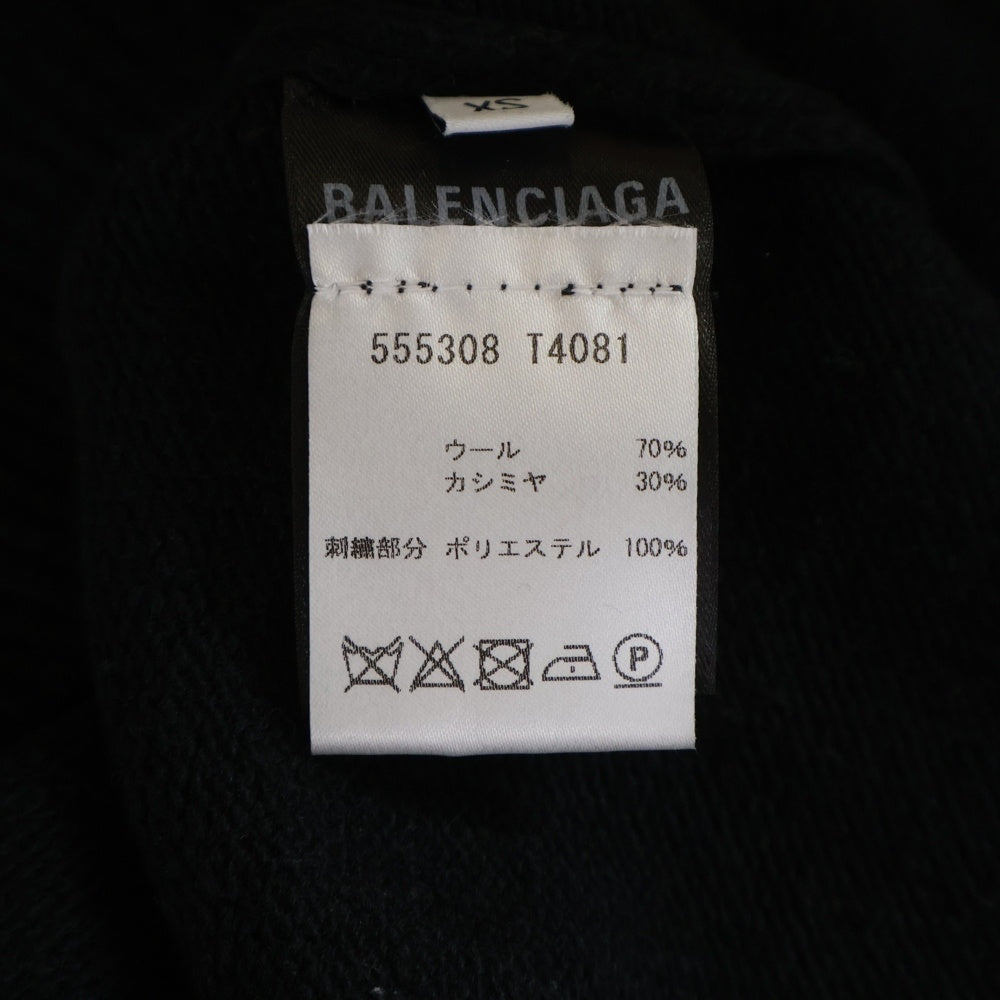 XS
BALENCIAGA
555308 T4081
ウール 70%
カシミヤ 30%
刺繍部分 ポリエステル 100%
P